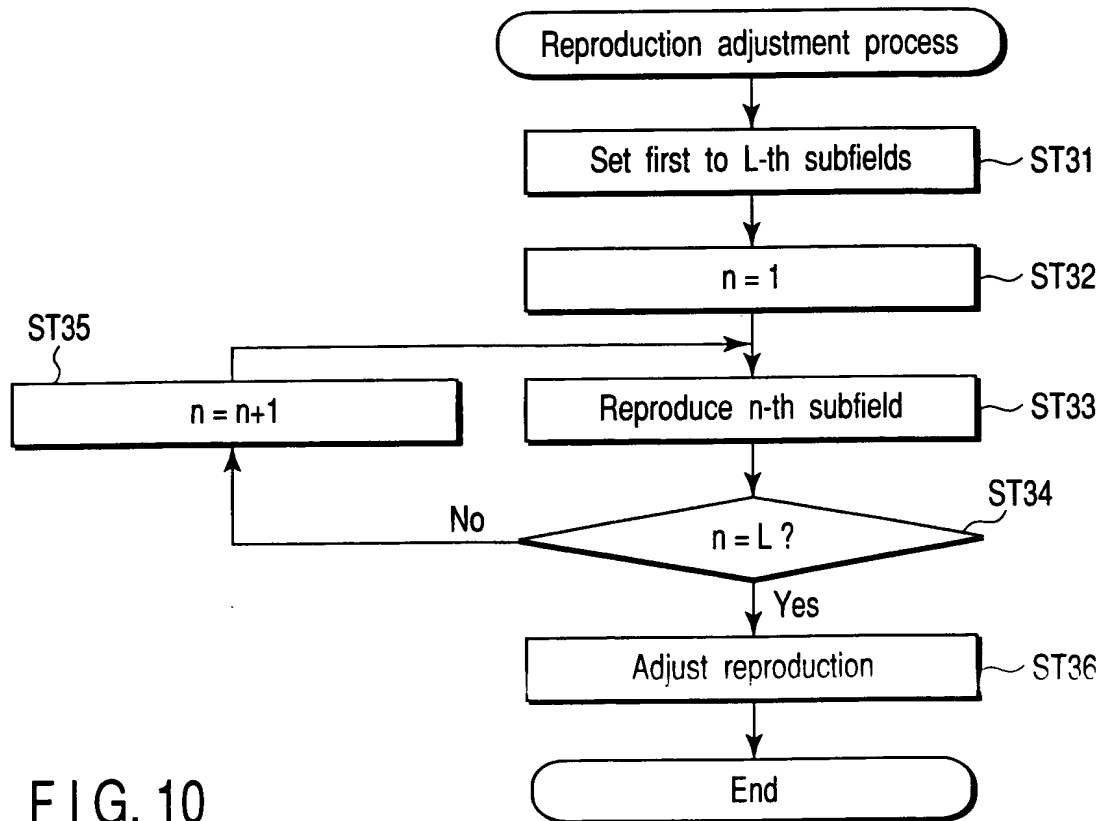 Reproduction adjustment process
Set first to L-th subfields
ST31
n = 1
ST32
ST35
n = n+1
Reproduce n-th subfield
ST33
ST34
No
n = L ?
Yes
Adjust reproduction
ST36
End
FIG. 10